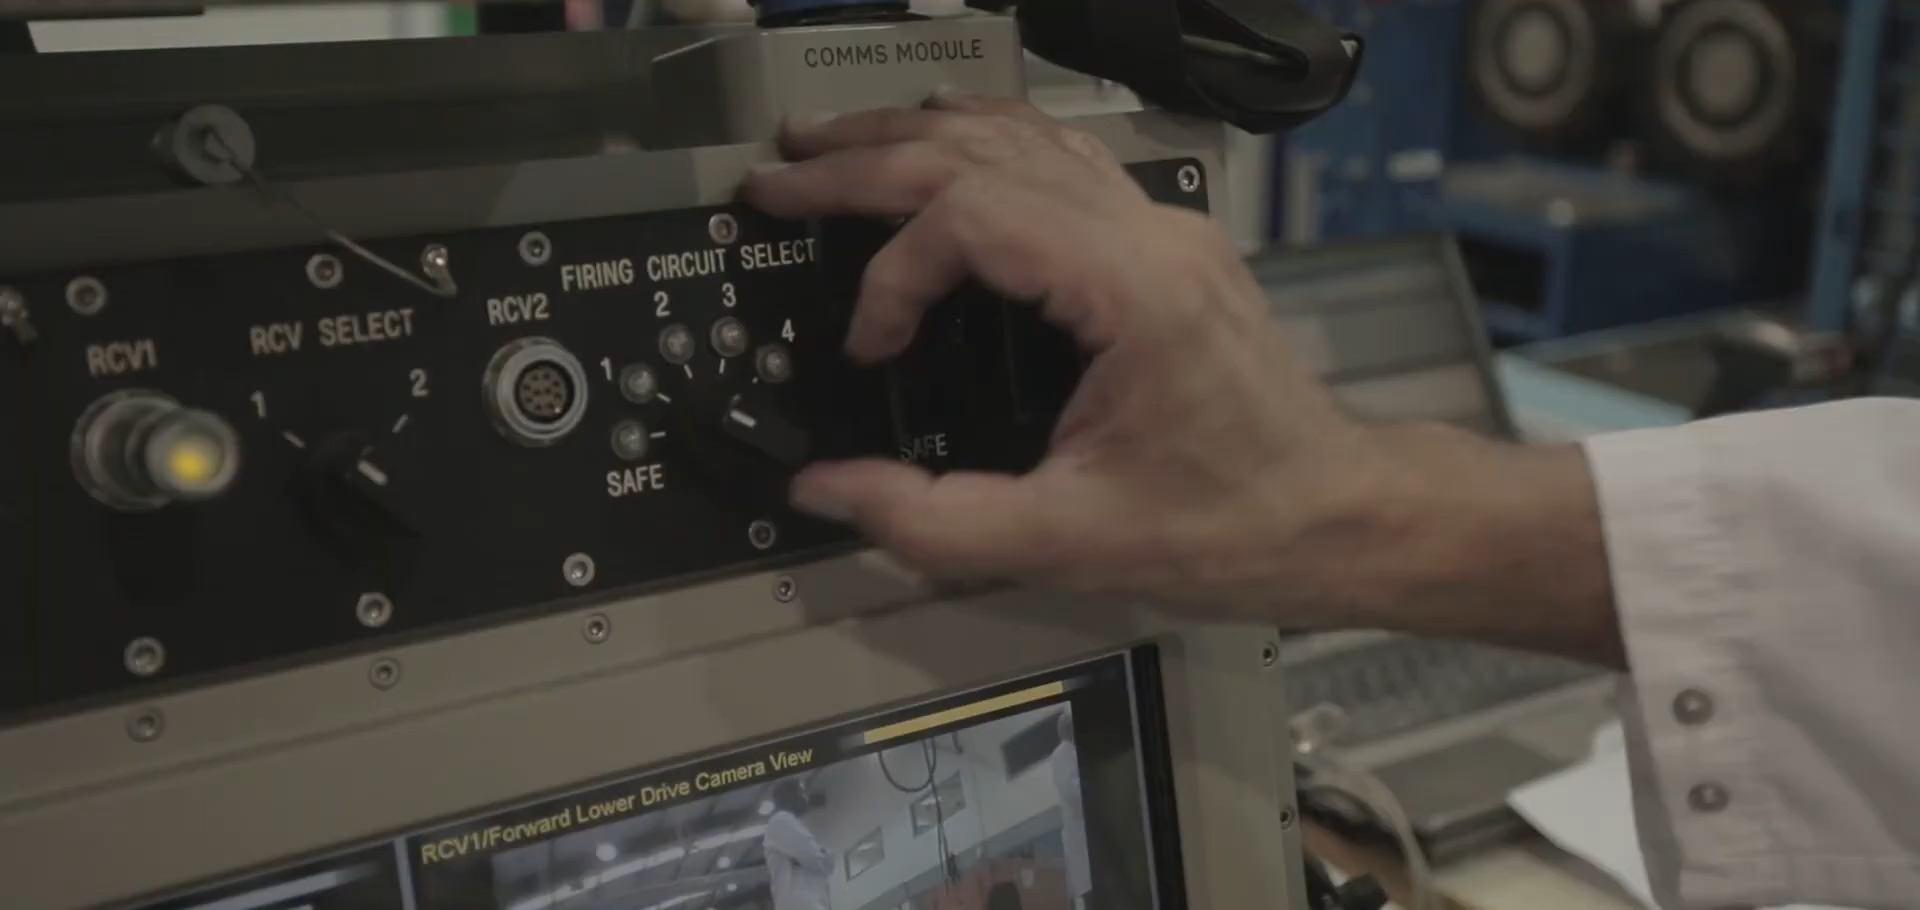 COMMS MODULE
FIRING CIRCUIT SELECT
RCV1
RCV SELECT
1
2
RCV2
1
2
3
4
SAFE
SAFE
RCV1/Forward Lower Drive Camera View